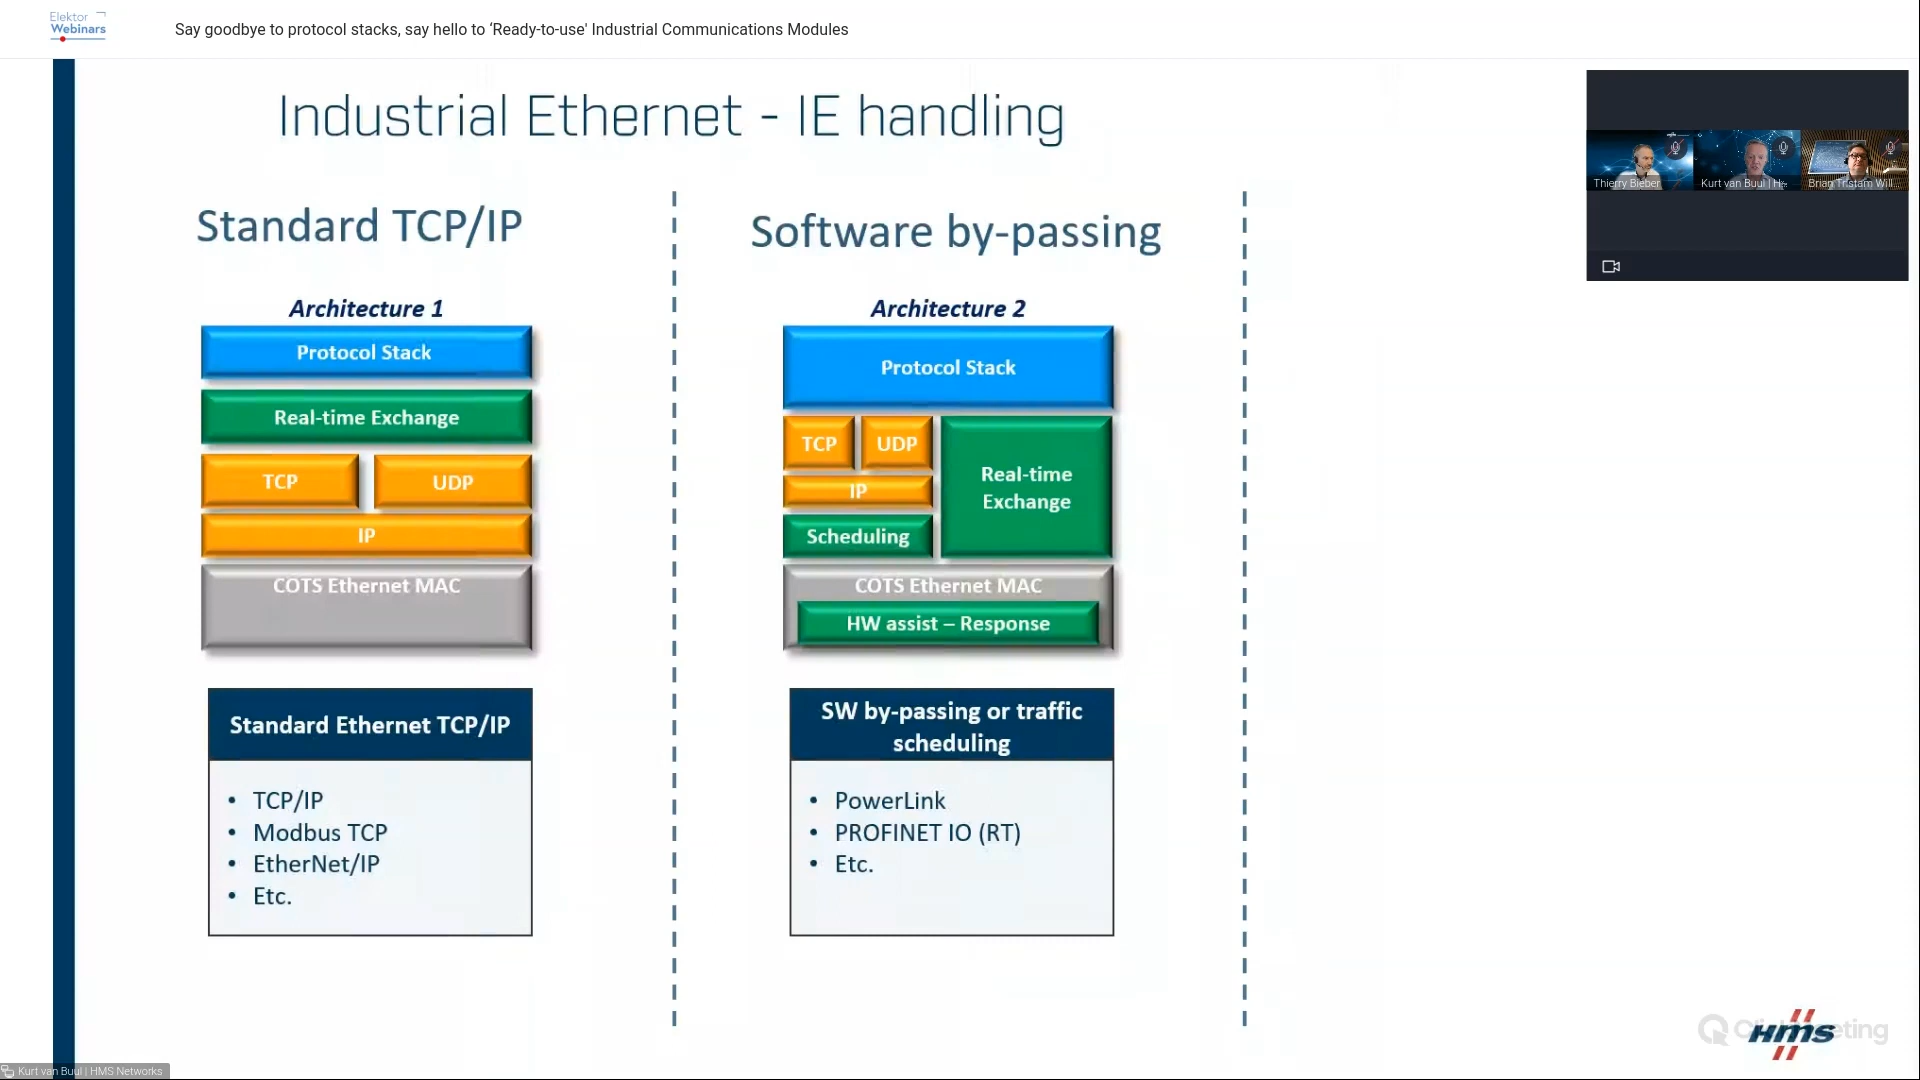 Elektor
Webinars
Say goodbye to protocol stacks, say hello to ‘Ready-to-use' Industrial Communications Modules
Industrial Ethernet - IE handling
Standard TCP/IP
Architecture 1
Protocol Stack
Real-time Exchange
TCP
UDP
IP
COTS Ethernet MAC
Standard Ethernet TCP/IP
• TCP/IP
• Modbus TCP
• EtherNet/IP
• Etc.
Software by-passing
Architecture 2
Protocol Stack
TCP
UDP
IP
Scheduling
Real-time
Exchange
COTS Ethernet MAC
HW assist – Response
SW by-passing or traffic
scheduling
• PowerLink
• PROFINET IO (RT)
• Etc.
Thierry Bieber
Kurt van Buul |
Brian Tristam Will
HMS
Kurt van Buul | HMS Networks